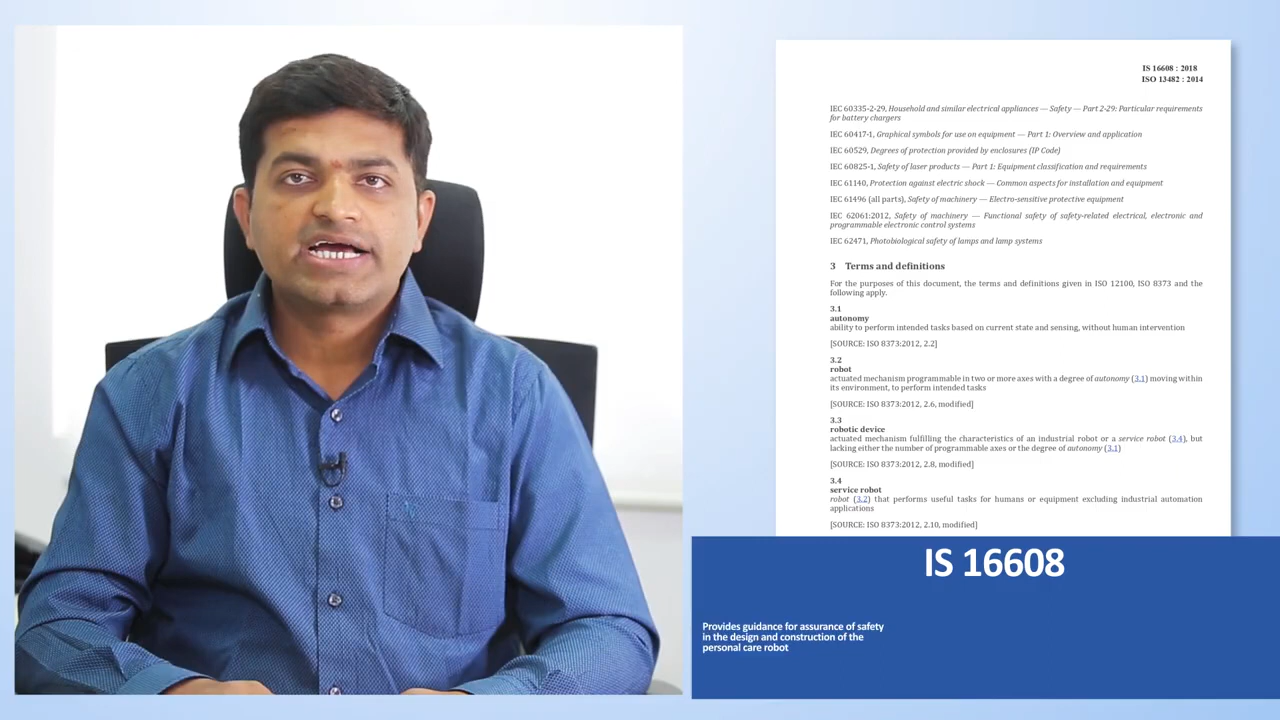 IS 16608 : 2018
ISO 13482 : 2014
IEC 60335-2-29, Household and similar electrical appliances — Safety — Part 2-29: Particular requirements
for battery chargers
IEC 60417-1, Graphical symbols for use on equipment — Part 1: Overview and application
IEC 60529, Degrees of protection provided by enclosures (IP Code)
IEC 60825-1, Safety of laser products — Part 1: Equipment classification and requirements
IEC 61140, Protection against electric shock — Common aspects for installation and equipment
IEC 61496 (all parts), Safety of machinery — Electro-sensitive protective equipment
IEC 62061:2012, Safety of machinery — Functional safety of safety-related electrical, electronic and
programmable electronic control systems
IEC 62471, Photobiological safety of lamps and lamp systems
3 Terms and definitions
For the purposes of this document, the terms and definitions given in ISO 12100, ISO 8373 and the
following apply.
3.1
autonomy
ability to perform intended tasks based on current state and sensing, without human intervention
[SOURCE: ISO 8373:2012, 2.2]
3.2
robot
actuated mechanism programmable in two or more axes with a degree of autonomy (3.1) moving within
its environment, to perform intended tasks
[SOURCE: ISO 8373:2012, 2.6, modified]
3.3
robotic device
actuated mechanism fulfilling the characteristics of an industrial robot or a service robot (3.4), but
lacking either the number of programmable axes or the degree of autonomy (3.1)
[SOURCE: ISO 8373:2012, 2.8, modified]
3.4
service robot
robot (3.2) that performs useful tasks for humans or equipment excluding industrial automation
applications
[SOURCE: ISO 8373:2012, 2.10, modified]
IS 16608
Provides guidance for assurance of safety
in the design and construction of the
personal care robot